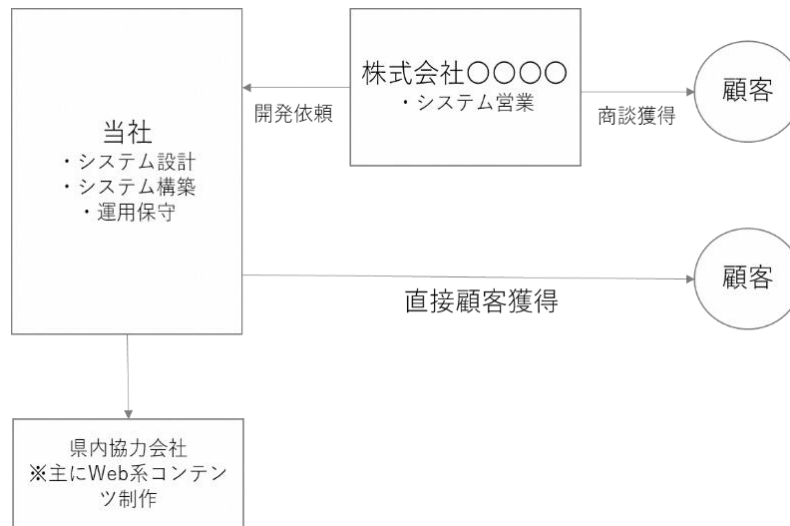 株式会社〇〇〇〇
・システム営業
顧客
開発依頼
商談獲得
当社
・システム設計
・システム構築
・運用保守
顧客
直接顧客獲得
県内協力会社
※主にWeb系コンテン
ツ制作